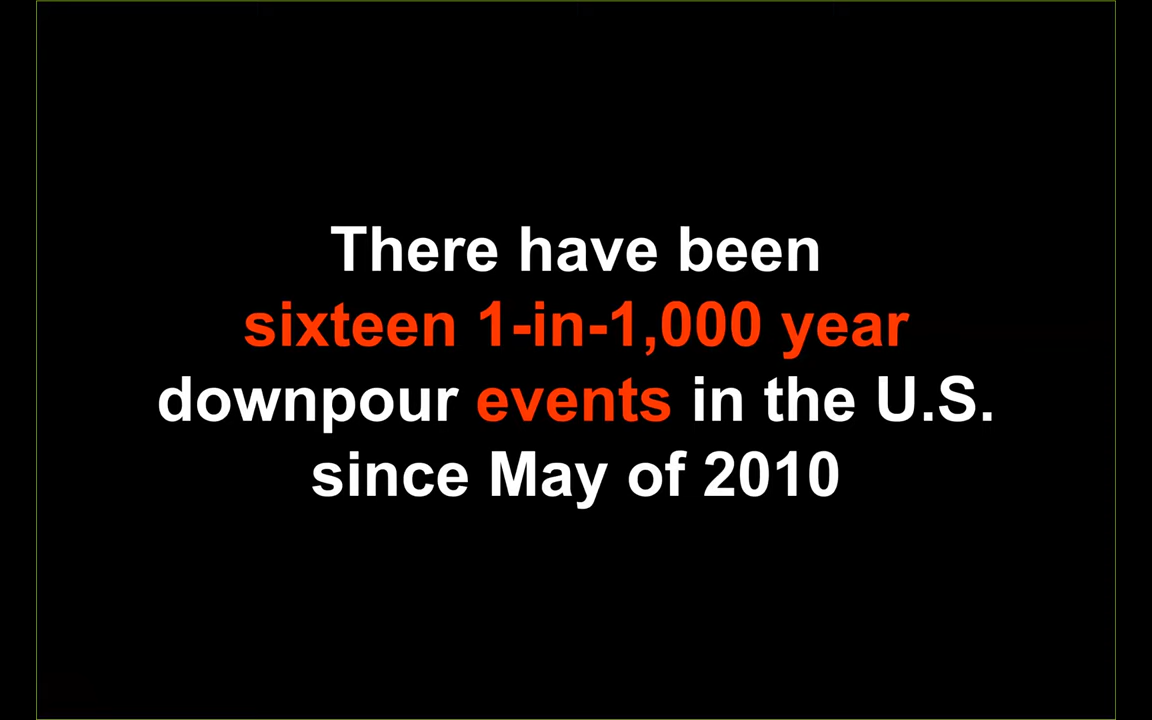 There have been
sixteen 1-in-1,000 year
downpour events in the U.S.
since May of 2010